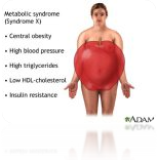 Metabolic syndrome
(Syndrome X)
• Central obesity
• High blood pressure
• High triglycerides
• Low HDL-cholesterol
• Insulin resistance
ADAM